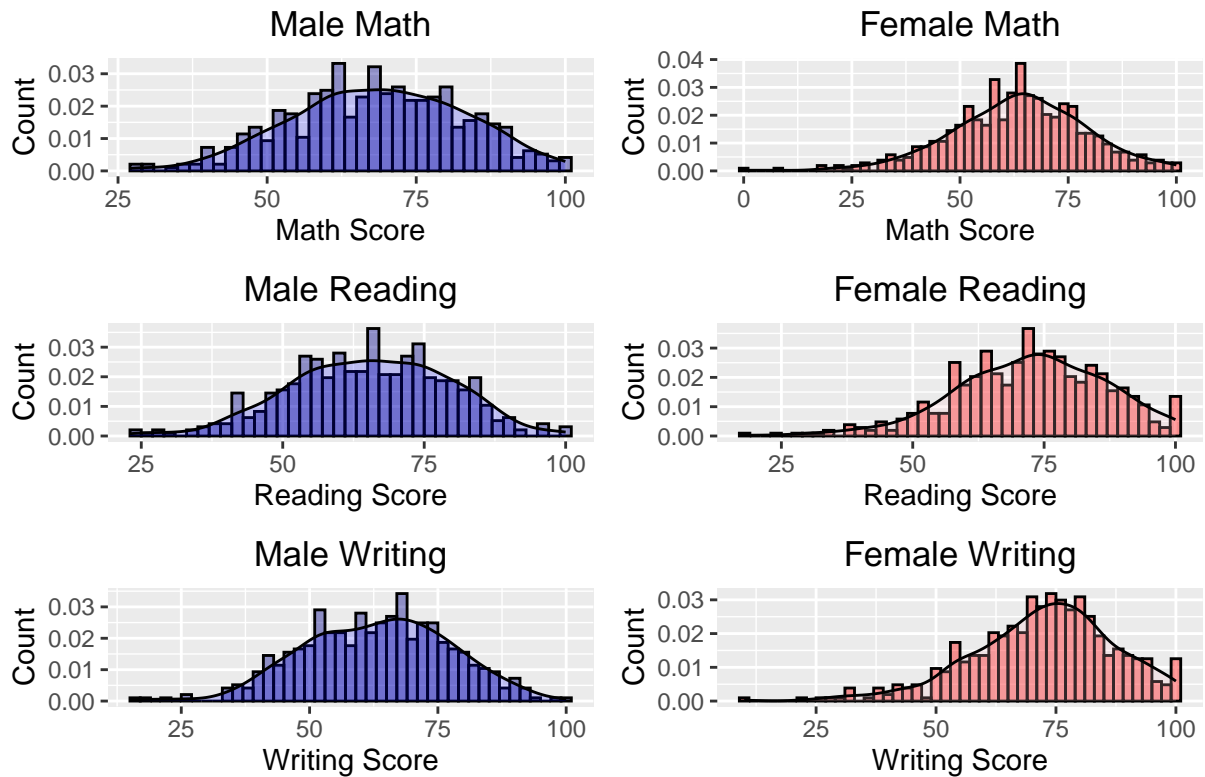 Male Math
Count
0.03
0.02
0.01
0.00
25 50 75 100
Math Score
Female Math
Count
0.04
0.03
0.02
0.01
0.00
0 25 50 75 100
Math Score
Male Reading
Count
0.03
0.02
0.01
0.00
25 50 75 100
Reading Score
Female Reading
Count
0.03
0.02
0.01
0.00
25 50 75 100
Reading Score
Male Writing
Count
0.03
0.02
0.01
0.00
25 50 75 100
Writing Score
Female Writing
Count
0.03
0.02
0.01
0.00
25 50 75 100
Writing Score